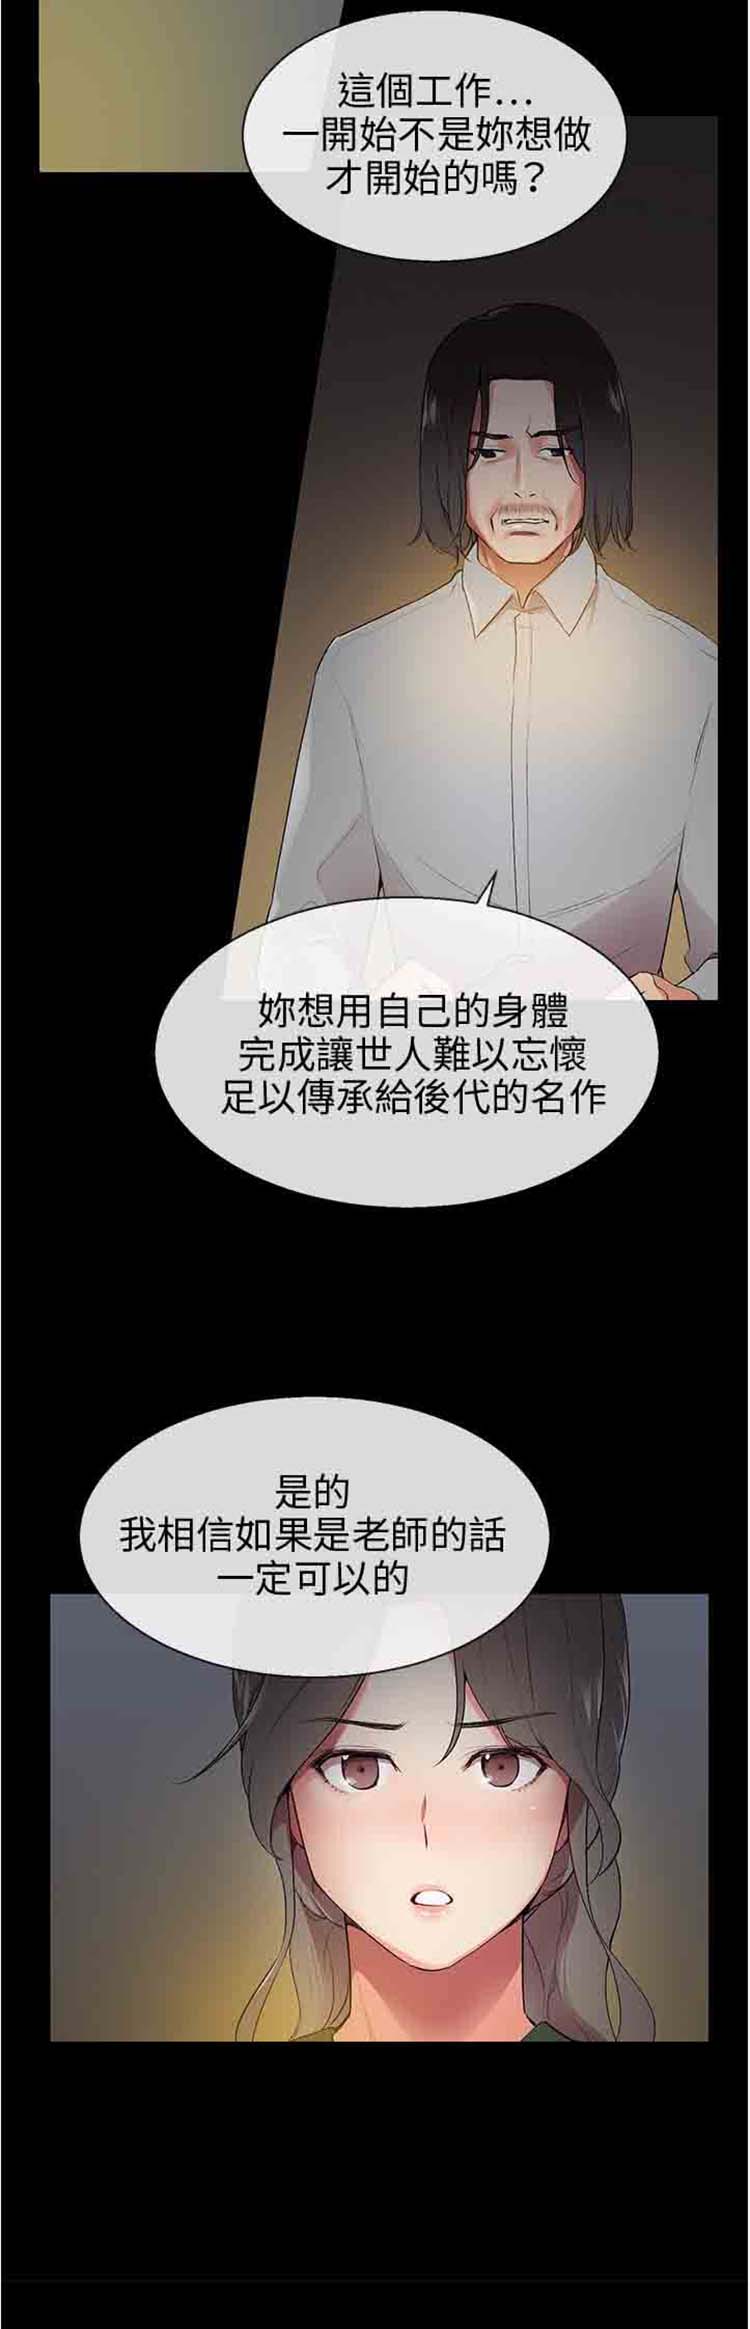 這個工作...
一開始不是妳想做
才開始的嗎？
妳想用自己的身體
完成讓世人難以忘懷
足以傳承給後代的名作
是的
我相信如果是老師的話
一定可以的